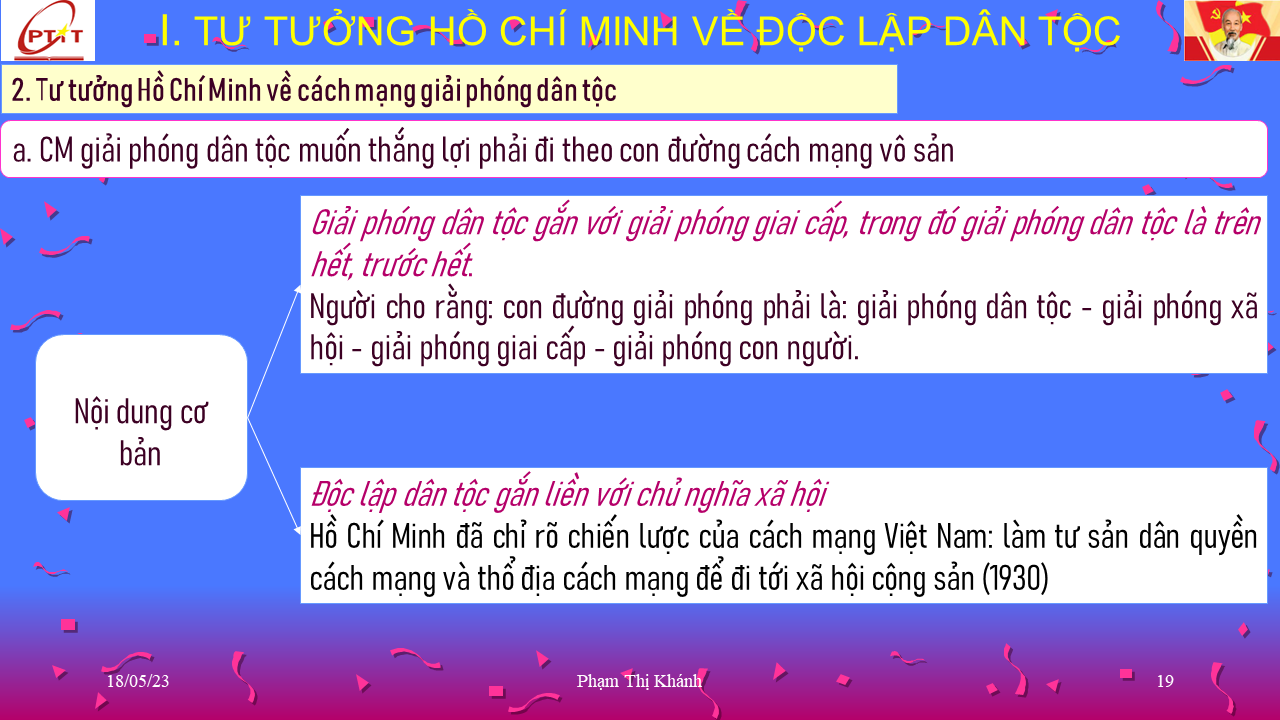 PTiT
I. TƯ TƯỞNG HỒ CHÍ MINH VỀ ĐỘC LẬP DÂN TỘC
2. Tư tưởng Hồ Chí Minh về cách mạng giải phóng dân tộc
a. CM giải phóng dân tộc muốn thắng lợi phải đi theo con đường cách mạng vô sản
Giải phóng dân tộc gắn với giải phóng giai cấp, trong đó giải phóng dân tộc là trên
hết, trước hết.
Người cho rằng: con đường giải phóng phải là: giải phóng dân tộc - giải phóng xã
hội - giải phóng giai cấp - giải phóng con người.
Nội dung cơ
bản
Độc lập dân tộc gắn liền với chủ nghĩa xã hội
Hồ Chí Minh đã chỉ rõ chiến lược của cách mạng Việt Nam: làm tư sản dân quyền
cách mạng và thổ địa cách mạng để đi tới xã hội cộng sản (1930)
18/05/23
Phạm Thị Khánh
19